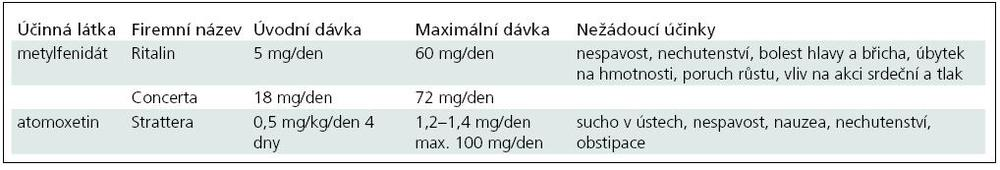 Účinná látka Firemní název Úvodní dávka Maximální dávka Nežádoucí účinky
metylfenidát Ritalin 5 mg/den 60 mg/den nespavost, nechutenství, bolest hlavy a břicha, úbytek
na hmotnosti, poruch růstu, vliv na akci srdeční a tlak
Concerta 18 mg/den 72 mg/den
atomoxetin Strattera 0,5 mg/kg/den 4 1,2–1,4 mg/den sucho v ústech, nespavost, nauzea, nechutenství,
dny max. 100 mg/den obstipace